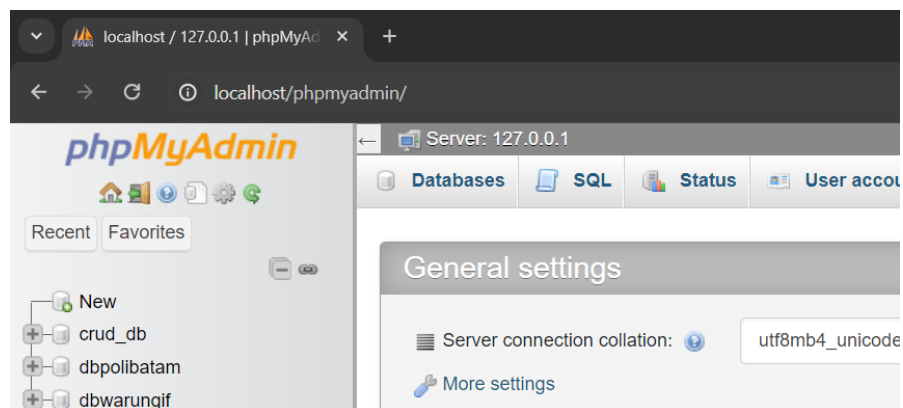 localhost / 127.0.0.1 | phpMyAd
localhost/phpmyadmin/
phpMyAdmin
Server: 127.0.0.1
Databases SQL Status User accou
Recent Favorites
General settings
New
crud_db
Server connection collation: utf8mb4_unicode
dbpolibatam
More settings
dbwarungif